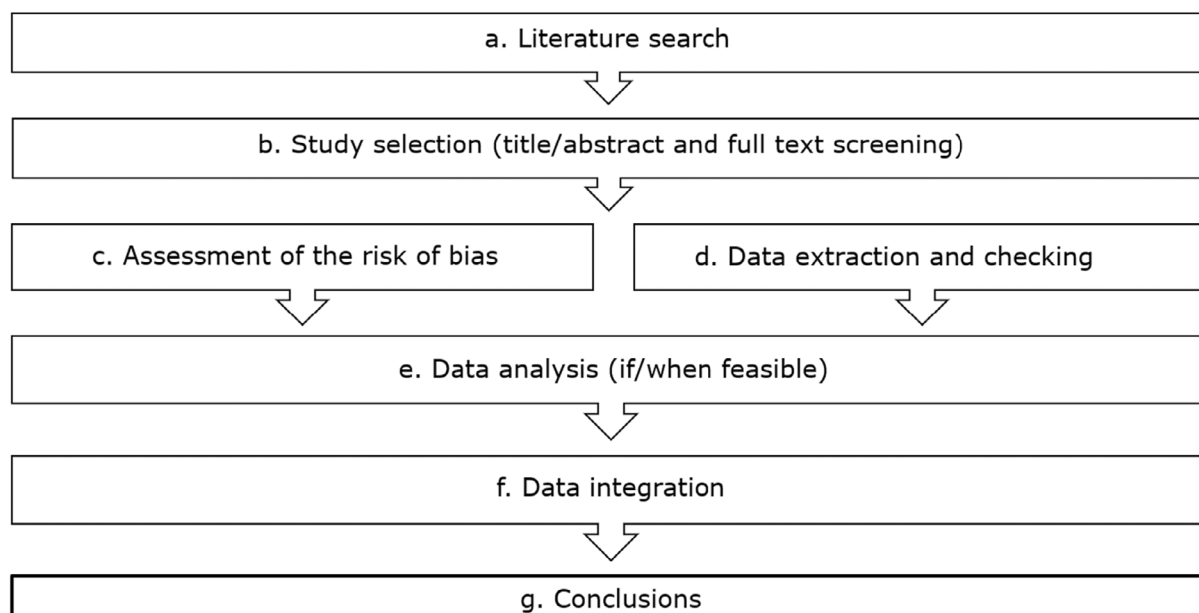 a. Literature search
b. Study selection (title/abstract and full text screening)
c. Assessment of the risk of bias
d. Data extraction and checking
e. Data analysis (if/when feasible)
f. Data integration
g. Conclusions